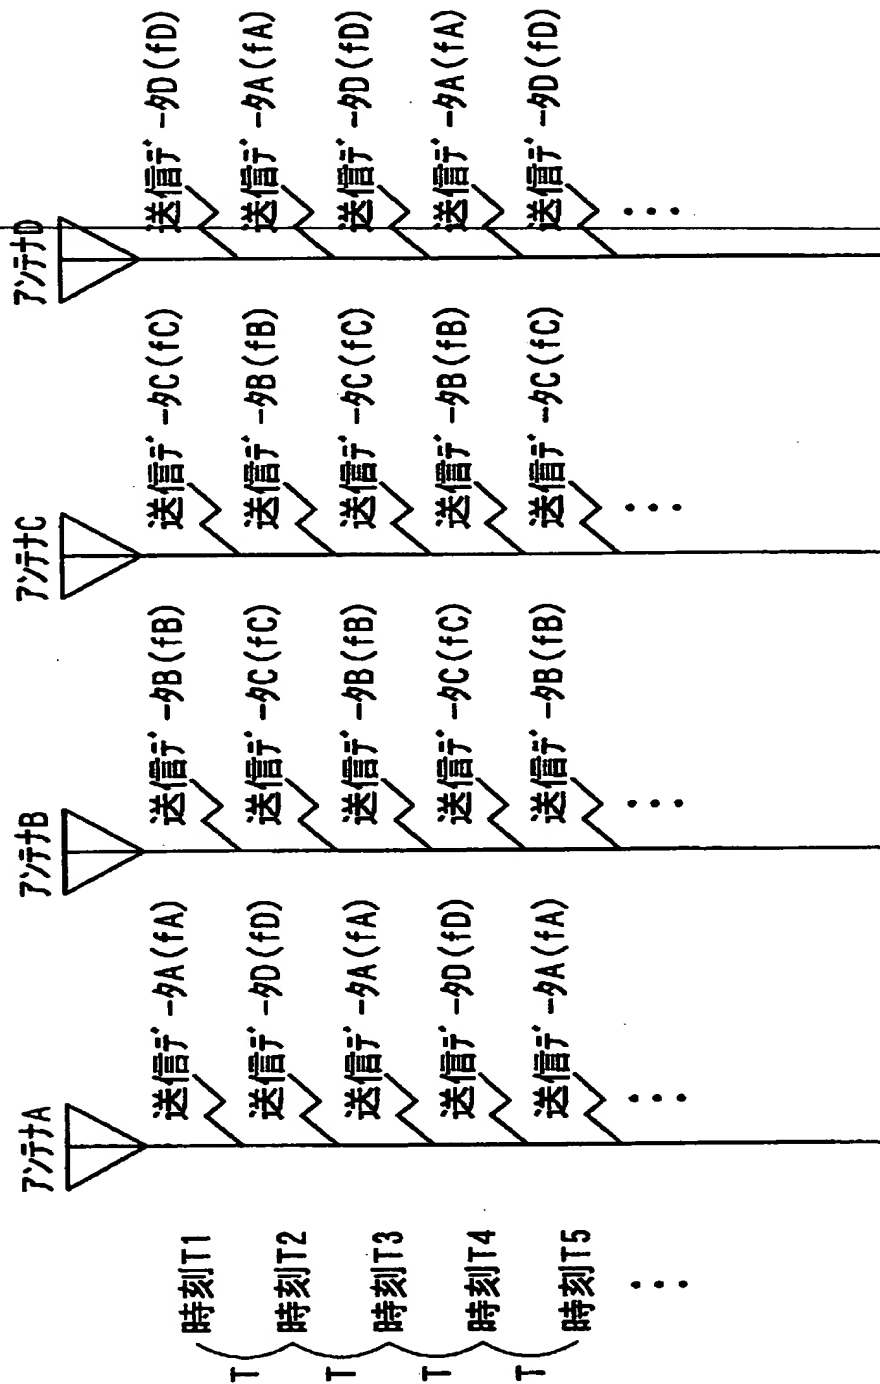 アンテナA アンテナB アンテナC アンテナD
時刻T1 送信データA(fA) 送信データB(fB) 送信データC(fC) 送信データD(fD)
T
時刻T2 送信データD(fD) 送信データC(fC) 送信データB(fB) 送信データA(fA)
T
時刻T3 送信データA(fA) 送信データB(fB) 送信データC(fC) 送信データD(fD)
T
時刻T4 送信データD(fD) 送信データC(fC) 送信データB(fB) 送信データA(fA)
T
時刻T5 送信データA(fA) 送信データB(fB) 送信データC(fC) 送信データD(fD)
... ... ... ... ...